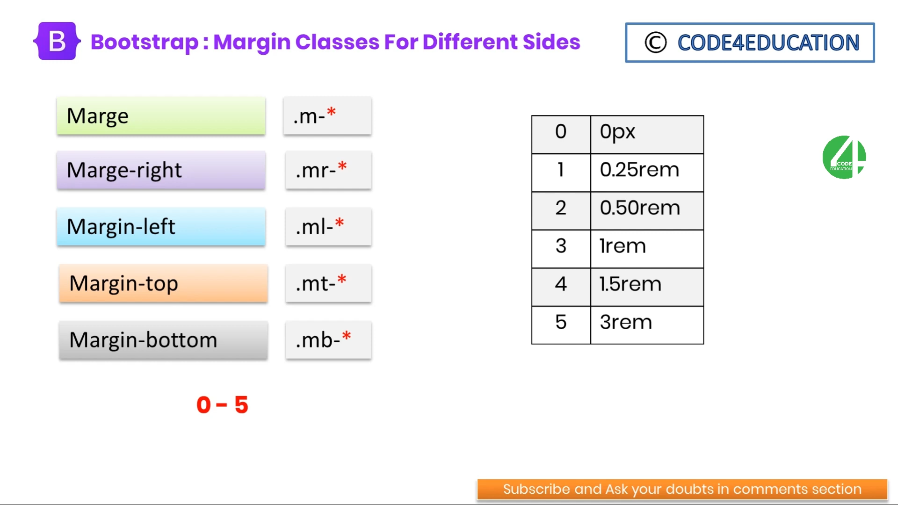 B Bootstrap : Margin Classes For Different Sides
© CODE4EDUCATION
Marge .m-*
Marge-right .mr-*
Margin-left .ml-*
Margin-top .mt-*
Margin-bottom .mb-*
0 - 5
0 0px
1 0.25rem
2 0.50rem
3 1rem
4 1.5rem
5 3rem
4
CODE
EDUCATION
Subscribe and Ask your doubts in comments section